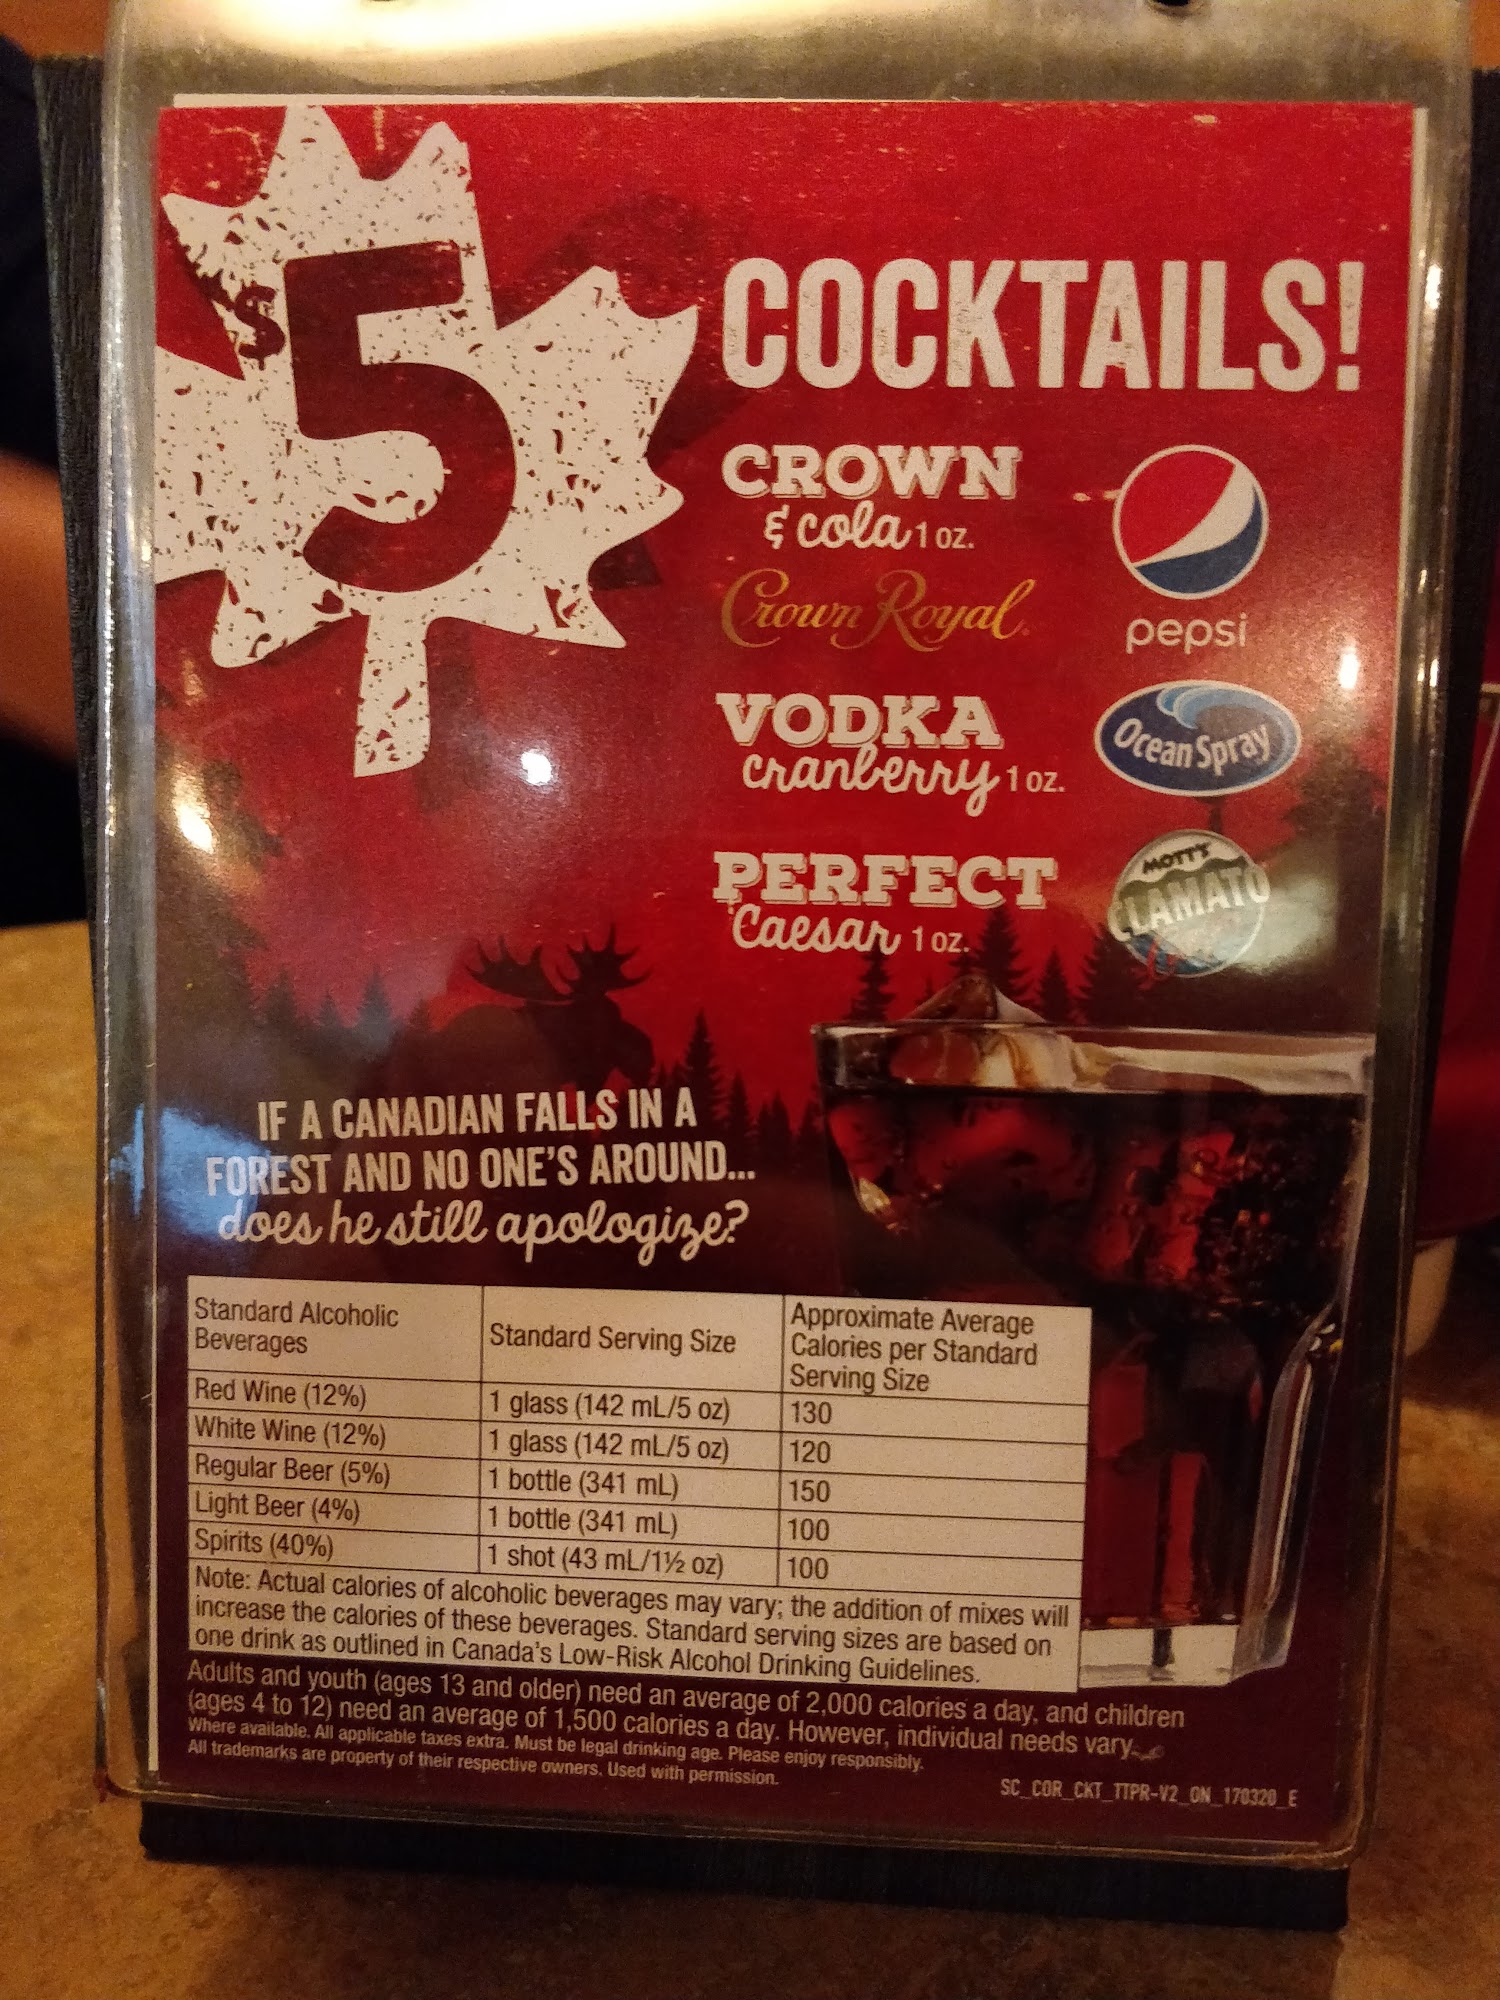 $5*
COCKTAILS!
CROWN
& cola 1 oz.
Crown Royal
pepsi
VODKA
cranberry 1 oz.
Ocean Spray
PERFECT
Caesar 1 oz.
MOTT'S
CLAMATO
IF A CANADIAN FALLS IN A
FOREST AND NO ONE'S AROUND...
does he still apologize?
Standard Alcoholic Beverages | Standard Serving Size | Approximate Average Calories per Standard Serving Size
Red Wine (12%) | 1 glass (142 mL/5 oz) | 130
White Wine (12%) | 1 glass (142 mL/5 oz) | 120
Regular Beer (5%) | 1 bottle (341 mL) | 150
Light Beer (4%) | 1 bottle (341 mL) | 100
Spirits (40%) | 1 shot (43 mL/1½ oz) | 100
Note: Actual calories of alcoholic beverages may vary; the addition of mixes will
increase the calories of these beverages. Standard serving sizes are based on
one drink as outlined in Canada's Low-Risk Alcohol Drinking Guidelines.
Adults and youth (ages 13 and older) need an average of 2,000 calories a day, and children
(ages 4 to 12) need an average of 1,500 calories a day. However, individual needs vary.
Where available. All applicable taxes extra. Must be legal drinking age. Please enjoy responsibly.
All trademarks are property of their respective owners. Used with permission.
SC_COR_CKT_TTPR-V2_ON_170320_E